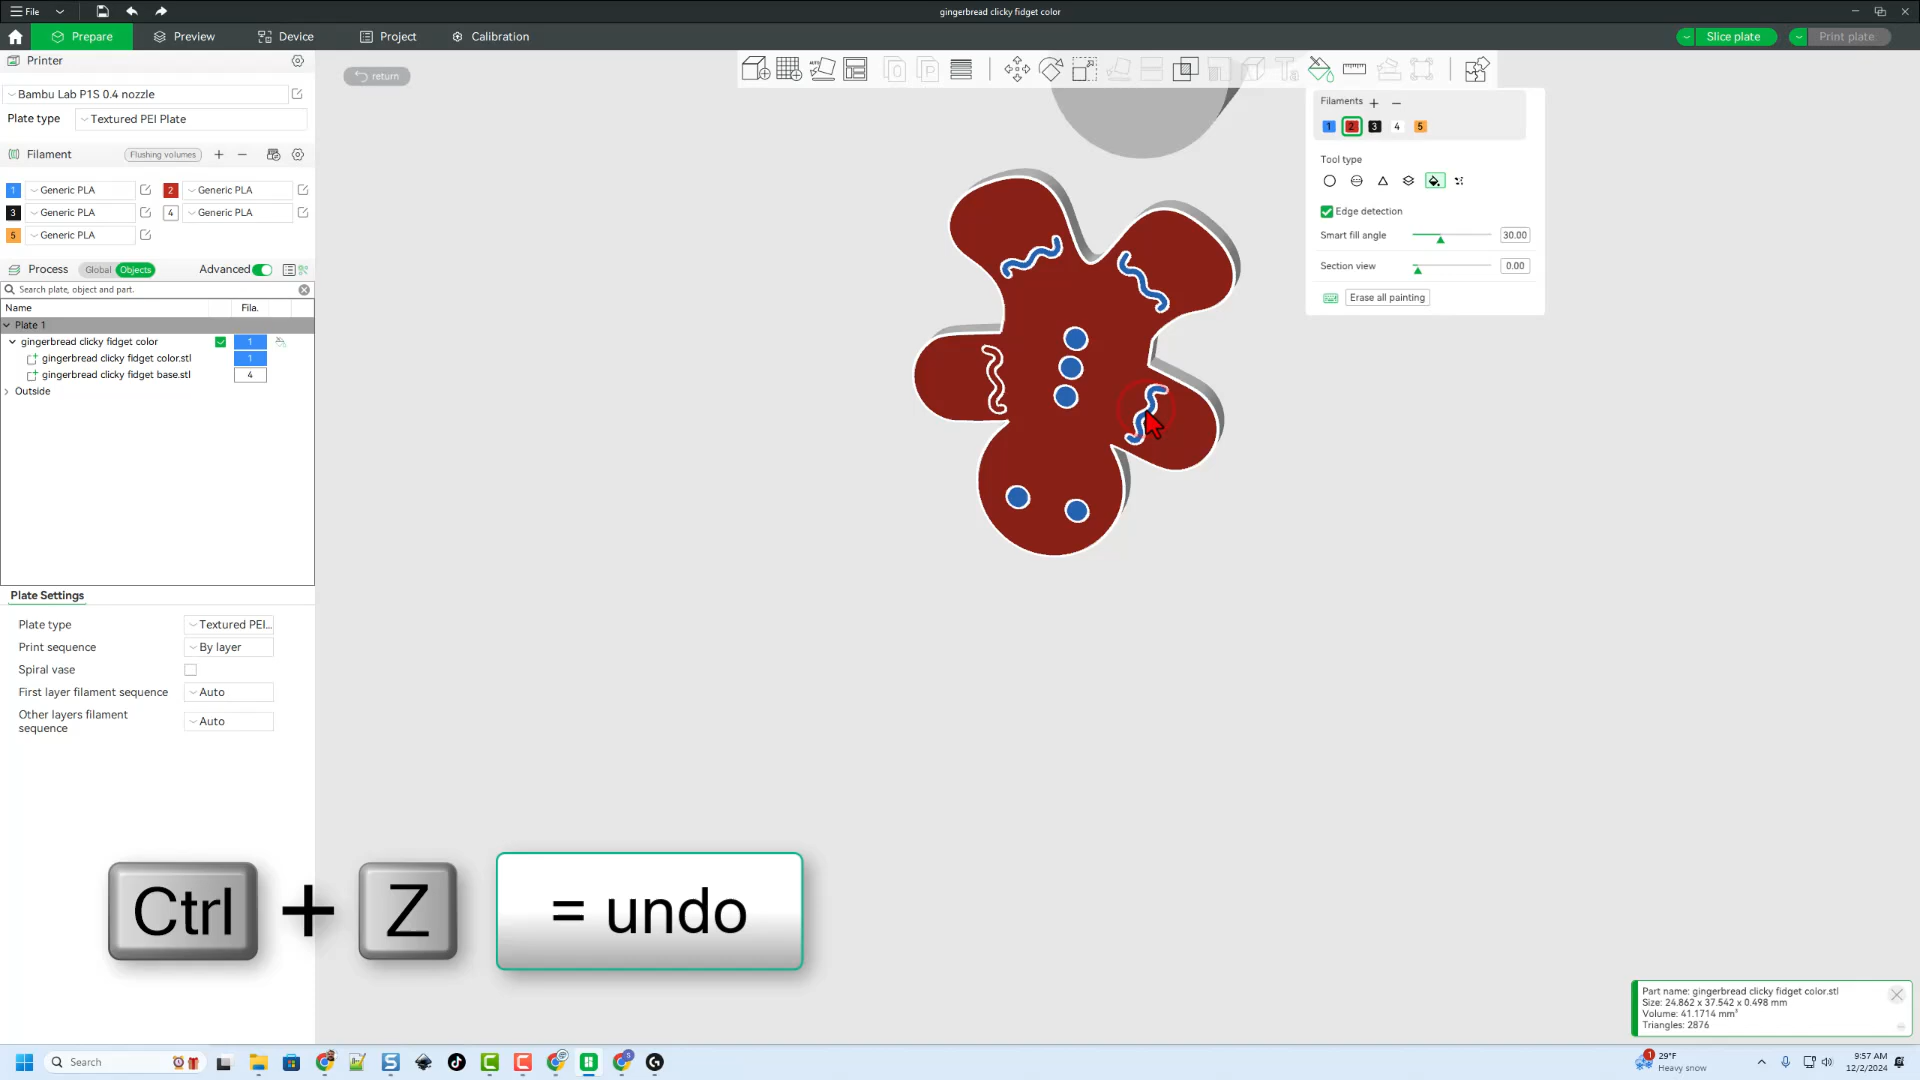 File
gingerbread clicky fidget color
Prepare
Preview
Device
Project
Calibration
Slice plate
Print plate
Printer
return
Bambu Lab P1S 0.4 nozzle
Plate type
Textured PEI Plate
Filament
Flushing volumes
1 Generic PLA
2 Generic PLA
3 Generic PLA
4 Generic PLA
5 Generic PLA
Process
Global
Objects
Advanced
Search plate, object and part.
Name
Fila.
Plate 1
gingerbread clicky fidget color
1
gingerbread clicky fidget color.stl
1
gingerbread clicky fidget base.stl
4
Outside
Plate Settings
Plate type
Textured PEI...
Print sequence
By layer
Spiral vase
First layer filament sequence
Auto
Other layers filament
sequence
Auto
Filaments
1 2 3 4 5
Tool type
Edge detection
Smart fill angle
30.00
Section view
0.00
Erase all painting
Ctrl + Z = undo
Part name: gingerbread clicky fidget color.stl
Size: 24.862 x 37.542 x 0.498 mm
Volume: 41.1714 mm³
Triangles: 2876
Search
29°F
Heavy snow
9:57 AM
12/2/2024